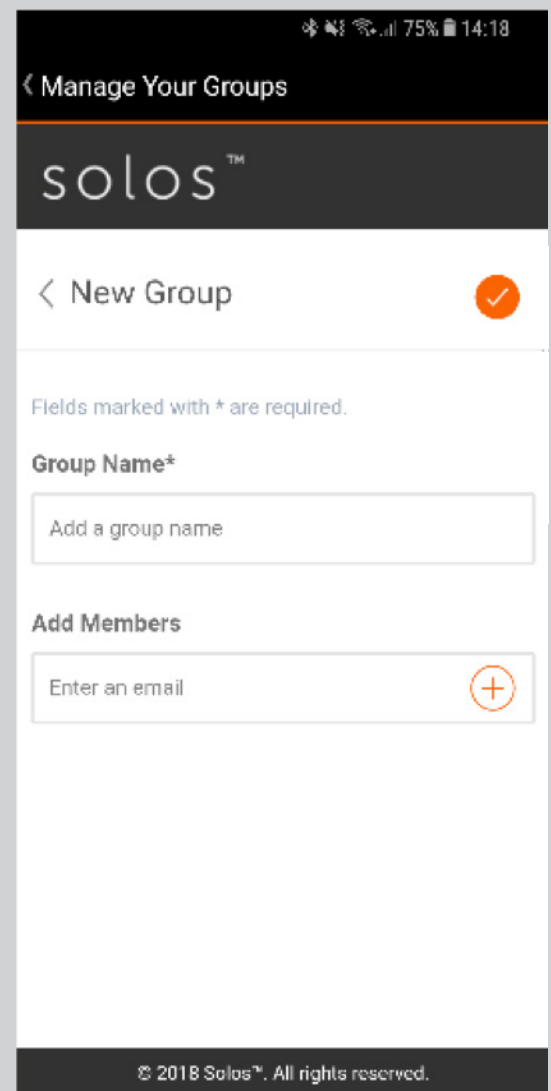 75% 14:18
Manage Your Groups
solos™
New Group
Fields marked with * are required.
Group Name*
Add a group name
Add Members
Enter an email
© 2018 Solos™. All rights reserved.